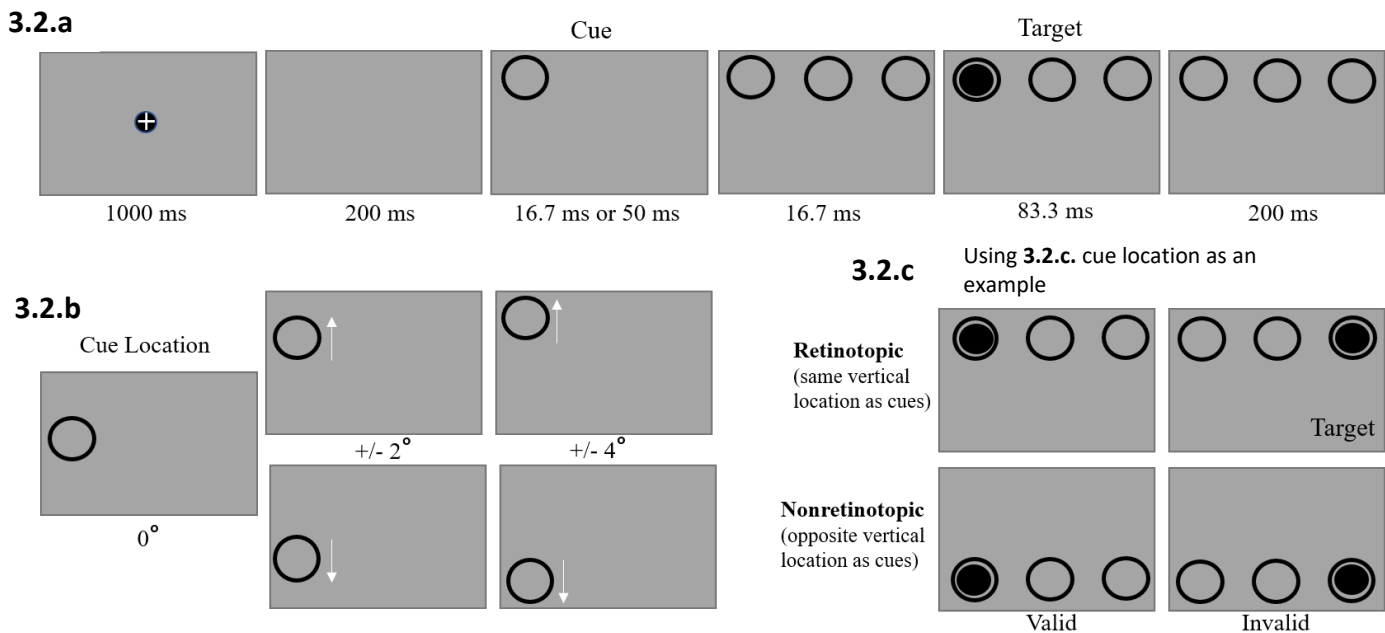 3.2.a
Cue
Target
1000 ms
200 ms
16.7 ms or 50 ms
16.7 ms
83.3 ms
200 ms
3.2.b
Cue Location
0°
+/- 2°
+/- 4°
3.2.c
Using 3.2.c. cue location as an
example
Retinotopic
(same vertical
location as cues)
Target
Nonretinotopic
(opposite vertical
location as cues)
Valid
Invalid